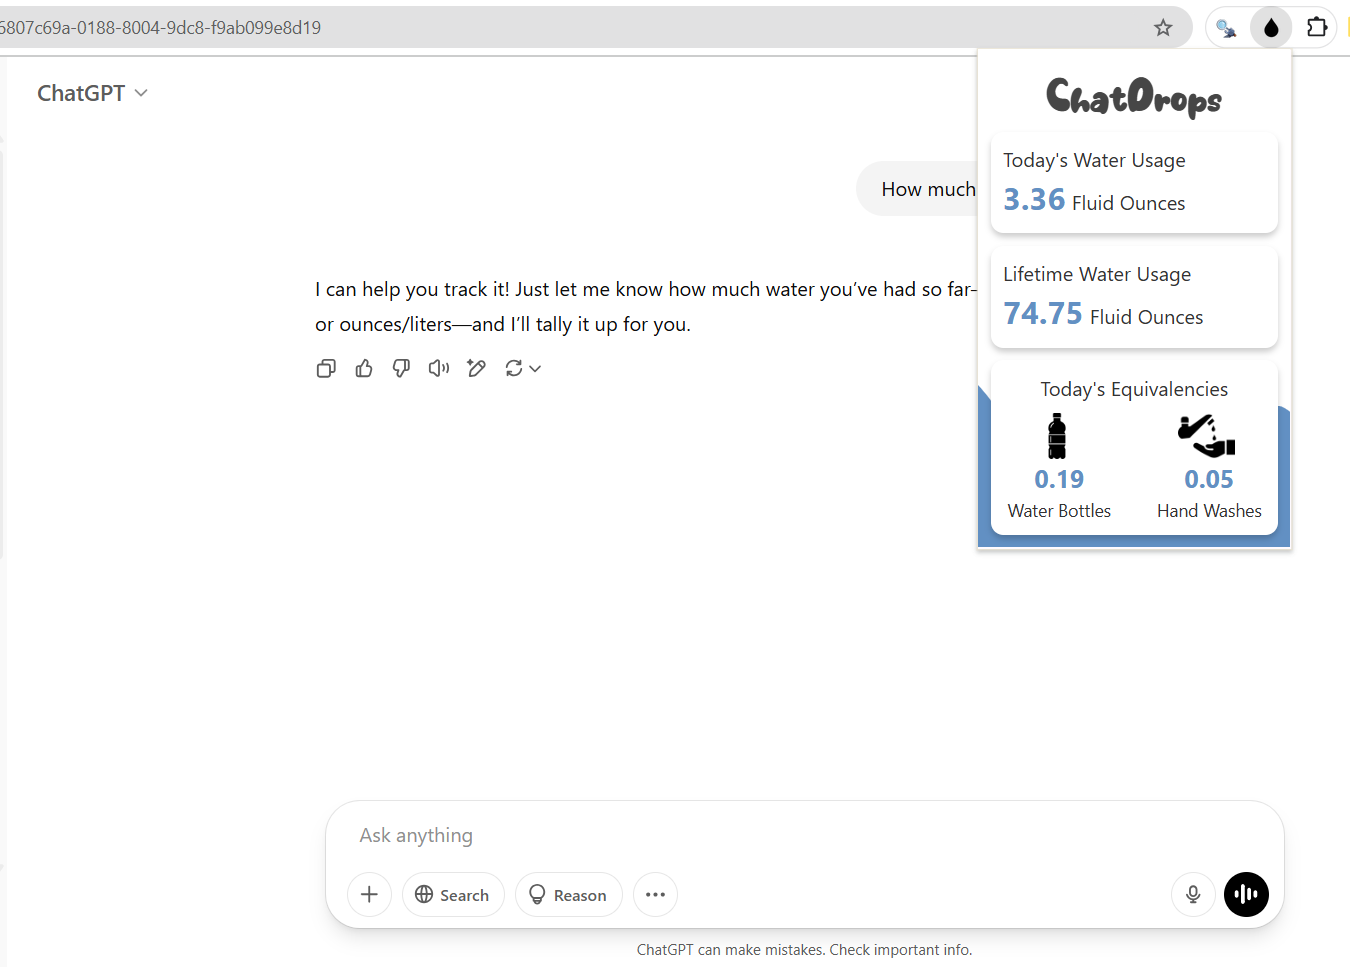 6807c69a-0188-8004-9dc8-f9ab099e8d19
ChatGPT
How much
I can help you track it! Just let me know how much water you’ve had so far—
or ounces/liters—and I’ll tally it up for you.
ChatDrops
Today's Water Usage
3.36 Fluid Ounces
Lifetime Water Usage
74.75 Fluid Ounces
Today's Equivalencies
0.19
Water Bottles
0.05
Hand Washes
Ask anything
Search
Reason
ChatGPT can make mistakes. Check important info.